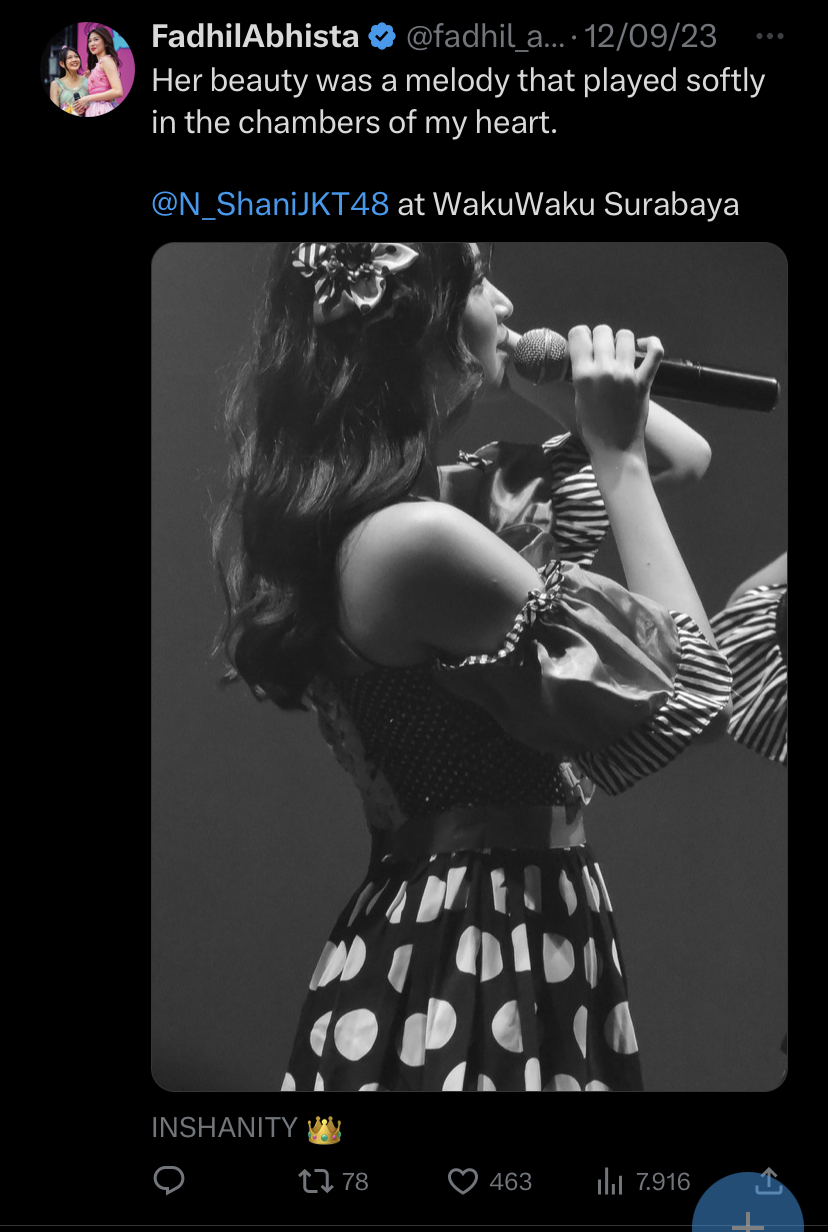 FadhilAbhista @fadhil_a... · 12/09/23
Her beauty was a melody that played softly
in the chambers of my heart.
@N_ShaniJKT48 at WakuWaku Surabaya
INSHANITY 👑
78 463 7.916